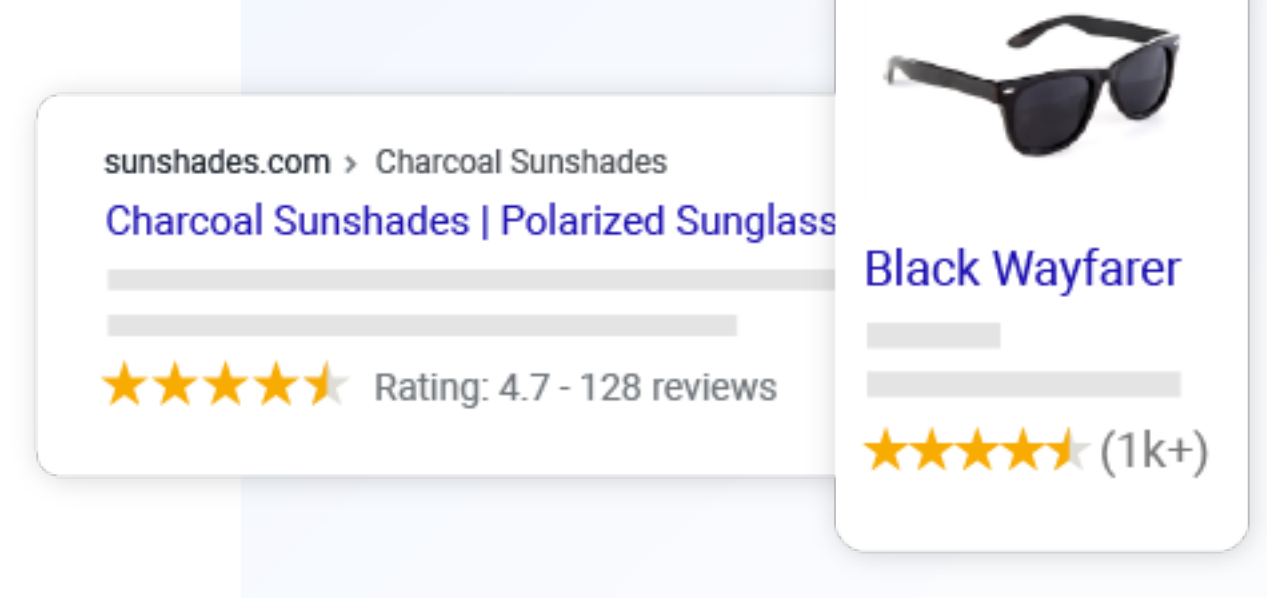 sunshades.com › Charcoal Sunshades
Charcoal Sunshades | Polarized Sunglass
Rating: 4.7 - 128 reviews
Black Wayfarer
(1k+)